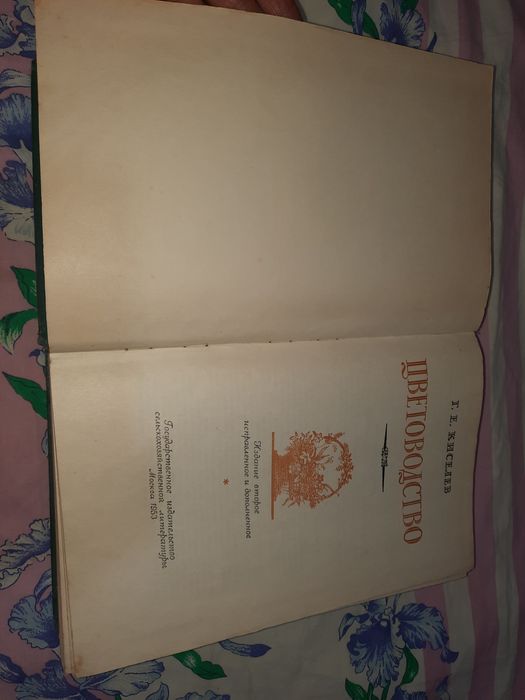 Г. Е. КИСЕЛЕВ
ЦВЕТОВОДСТВО
Издание второе
исправленное и дополненное
Государственное издательство
сельскохозяйственной литературы
Москва 1953